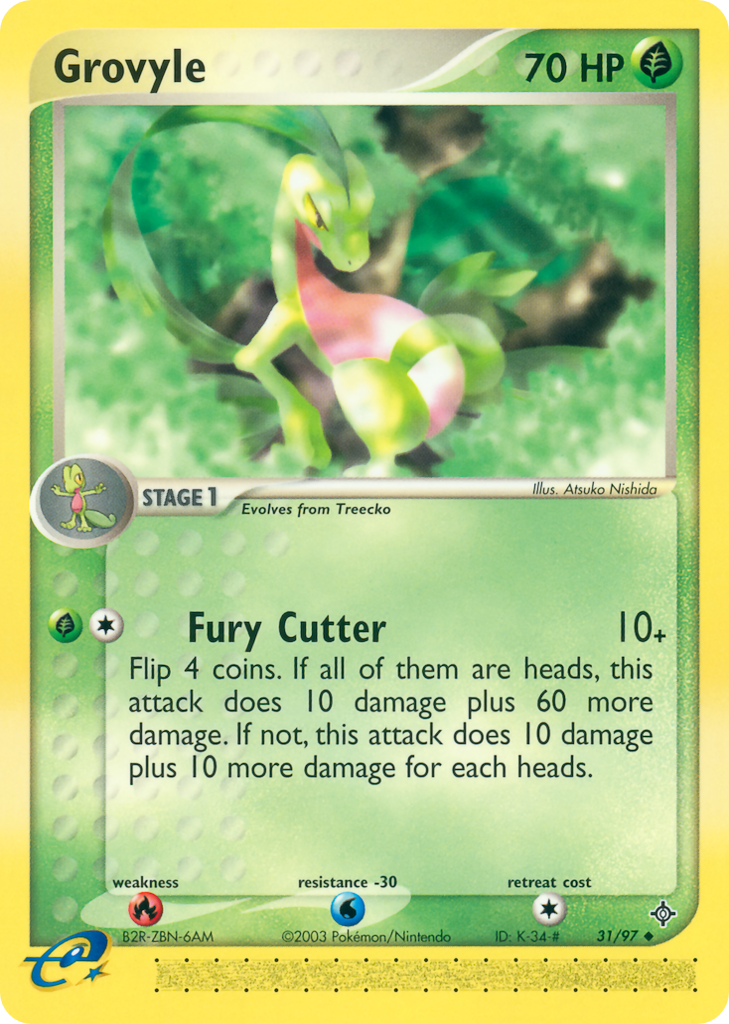 Grovyle 70 HP
STAGE 1
Illus. Atsuko Nishida
Evolves from Treecko
Fury Cutter 10+
Flip 4 coins. If all of them are heads, this
attack does 10 damage plus 60 more
damage. If not, this attack does 10 damage
plus 10 more damage for each heads.
weakness resistance -30 retreat cost
B2R-ZBN-6AM ©2003 Pokémon/Nintendo ID: K-34-# 31/97
e